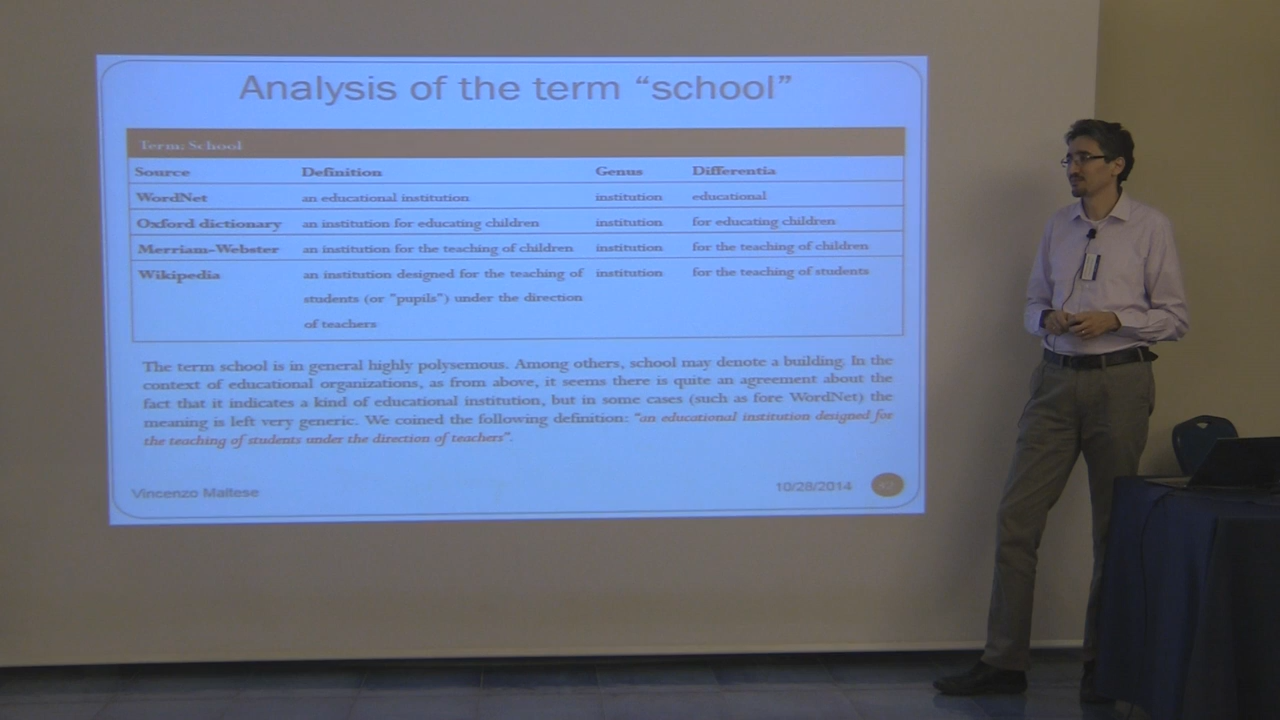 Analysis of the term “school”
Term: School
Source Definition Genus Differentia
WordNet an educational institution institution educational
Oxford dictionary an institution for educating children institution for educating children
Merriam-Webster an institution for the teaching of children institution for the teaching of children
Wikipedia an institution designed for the teaching of institution for the teaching of students
students (or "pupils") under the direction
of teachers
The term school is in general highly polysemous. Among others, school may denote a building. In the
context of educational organizations, as from above, it seems there is quite an agreement about the
fact that it indicates a kind of educational institution, but in some cases (such as fore WordNet) the
meaning is left very generic. We coined the following definition: "an educational institution designed for
the teaching of students under the direction of teachers".
Vincenzo Maltese 10/28/2014